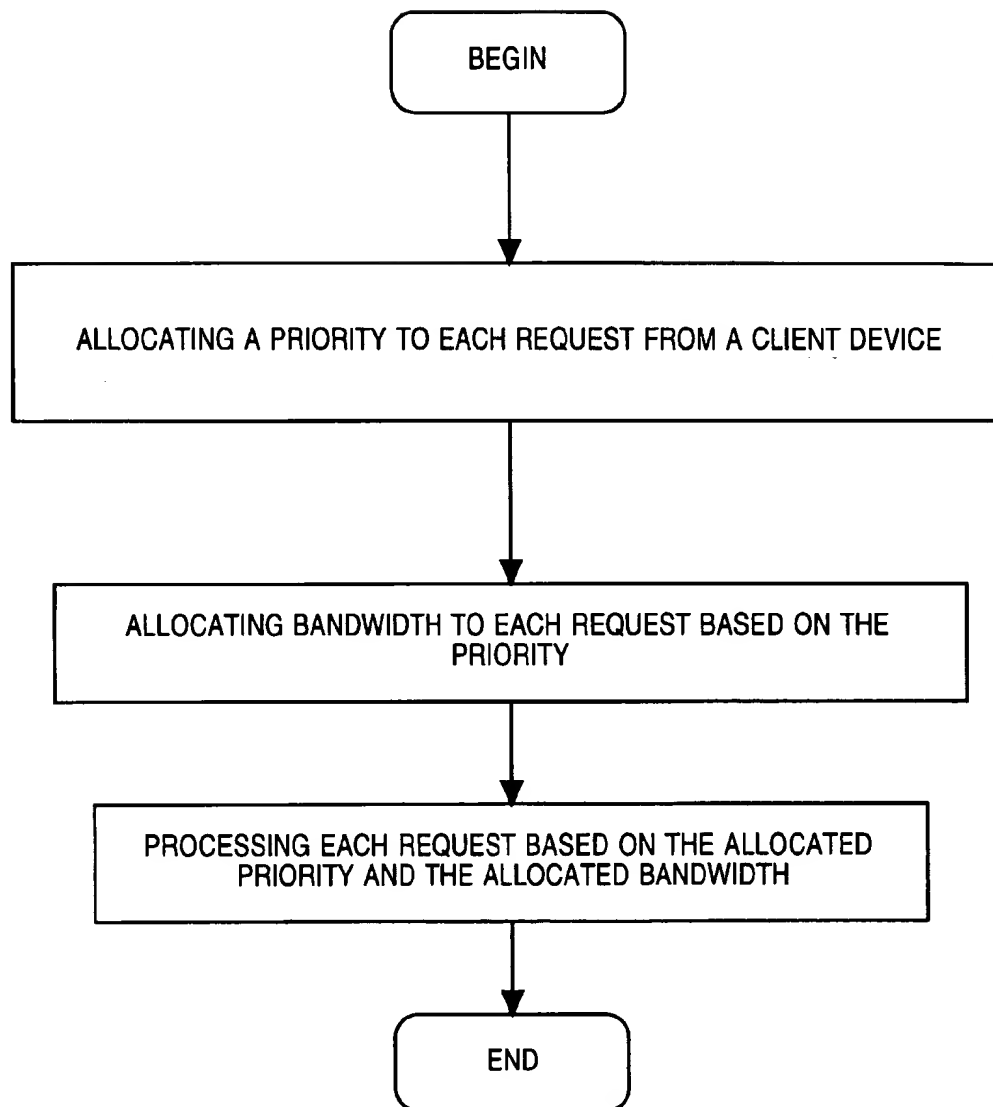 BEGIN
ALLOCATING A PRIORITY TO EACH REQUEST FROM A CLIENT DEVICE
ALLOCATING BANDWIDTH TO EACH REQUEST BASED ON THE
PRIORITY
PROCESSING EACH REQUEST BASED ON THE ALLOCATED
PRIORITY AND THE ALLOCATED BANDWIDTH
END